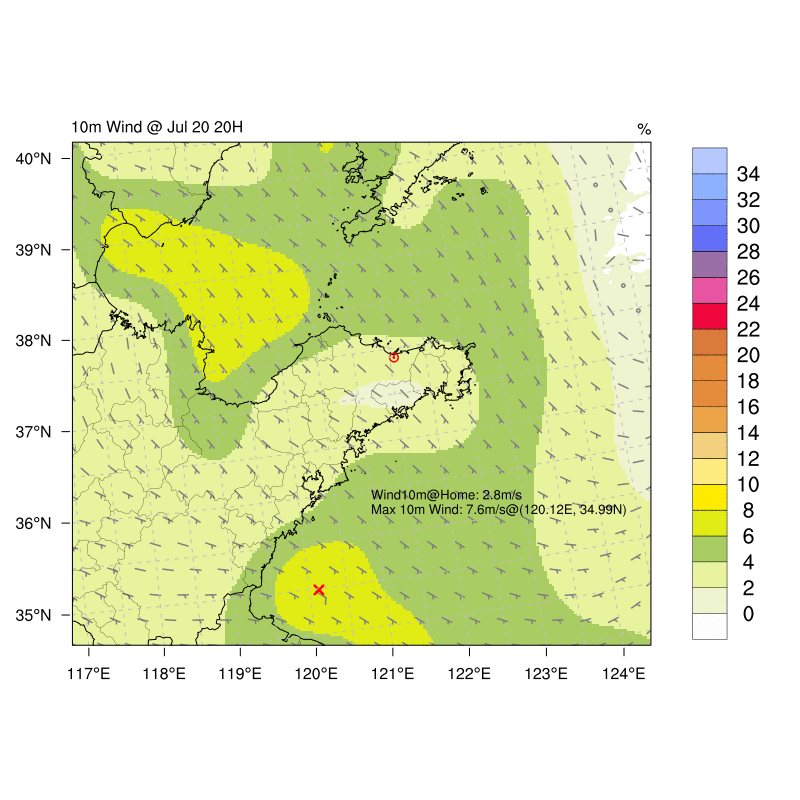 10m Wind @ Jul 20 20H
%
40°N
39°N
38°N
37°N
36°N
35°N
117°E 118°E 119°E 120°E 121°E 122°E 123°E 124°E
Wind10m@Home: 2.8m/s
Max 10m Wind: 7.6m/s@(120.12E, 34.99N)
34
32
30
28
26
24
22
20
18
16
14
12
10
8
6
4
2
0